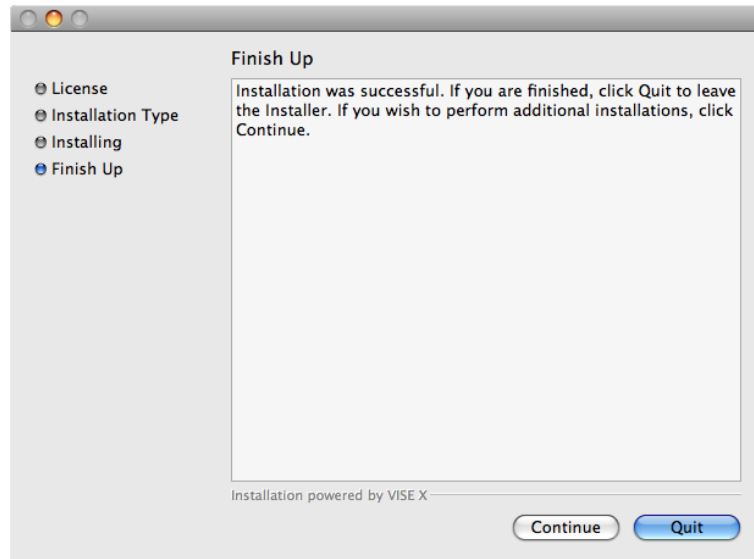 Finish Up
License
Installation Type
Installing
Finish Up
Installation was successful. If you are finished, click Quit to leave
the Installer. If you wish to perform additional installations, click
Continue.
Installation powered by VISE X
Continue
Quit